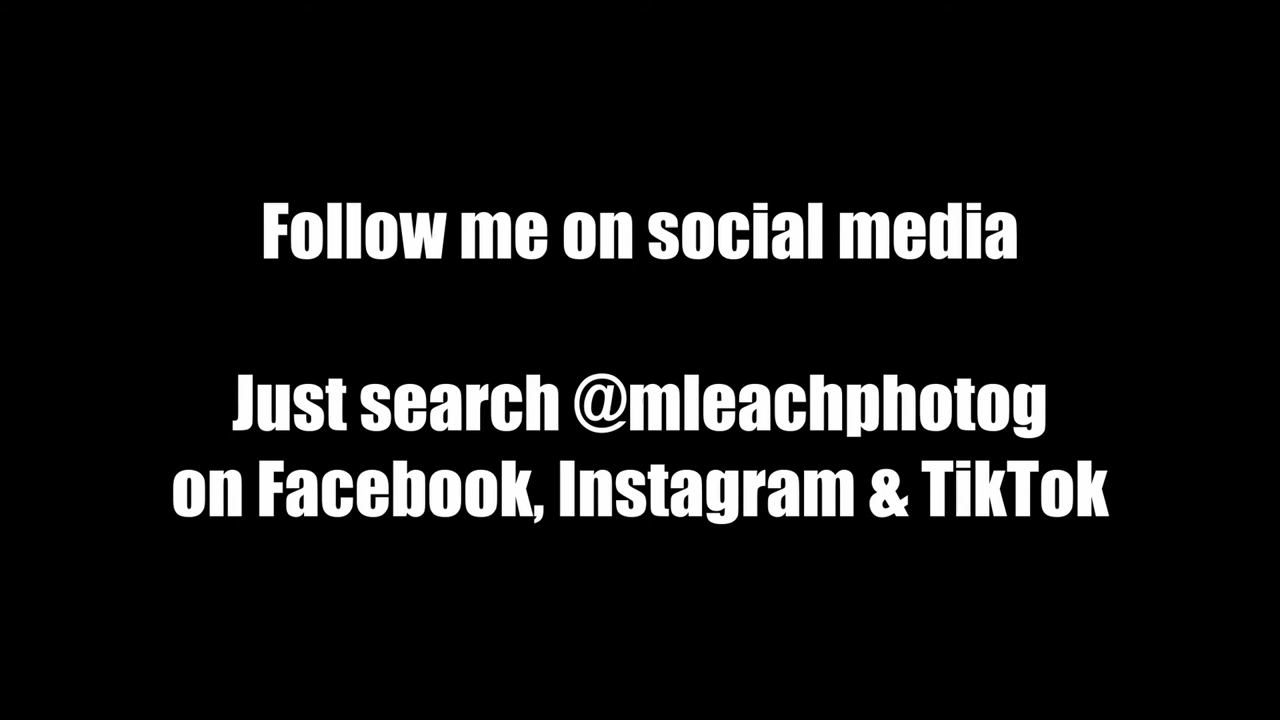 Follow me on social media
Just search @mleachphotog
on Facebook, Instagram & TikTok